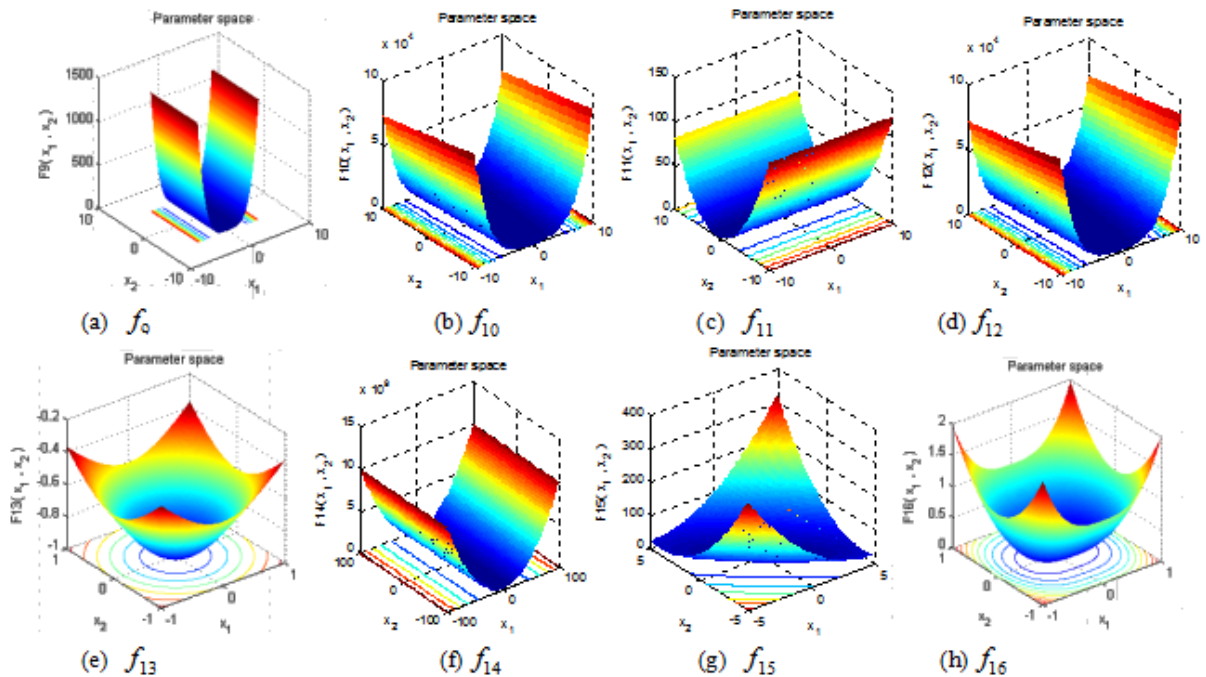 Parameter space
1500
1000
500
0
F9( x₁ , x₂)
10
0
-10
x₂
-10
0
10
x₁
(a) f₉
Parameter space
x 10⁴
10
5
0
F10( x₁ , x₂)
10
0
-10
x₂
-10
0
10
x₁
(b) f₁₀
Parameter space
150
100
50
0
F11( x₁ , x₂)
10
0
-10
x₂
-10
0
10
x₁
(c) f₁₁
Parameter space
x 10⁴
10
5
0
F12( x₁ , x₂)
10
0
-10
x₂
-10
0
10
x₁
(d) f₁₂
Parameter space
-0.2
-0.4
-0.6
-0.8
-1
F13( x₁ , x₂)
1
0
-1
x₂
-1
0
1
x₁
(e) f₁₃
Parameter space
15
10
5
0
F14( x₁ , x₂)
100
0
-100
x₂
-100
0
100
x₁
(f) f₁₄
Parameter space
400
300
200
100
0
F15( x₁ , x₂)
5
0
-5
x₂
-5
0
5
x₁
(g) f₁₅
Parameter space
2
1.5
1
0.5
0
F16( x₁ , x₂)
1
0
-1
x₂
-1
0
1
x₁
(h) f₁₆